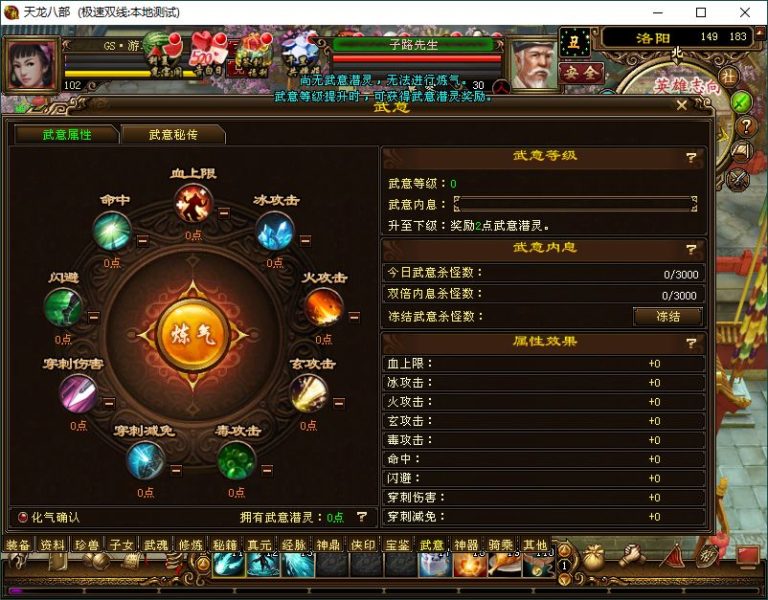 天龙八部 (极速双线:本地测试)
GS·游
500
子路先生
丑
洛阳 149 183
北
安全
社
英雄志向
102
30
尚无武意潜灵，无法进行炼气。
武意等级提升时，可获得武意潜灵奖励。
武意
武意属性
武意秘传
血上限
0点
命中
0点
冰攻击
0点
闪避
0点
火攻击
0点
炼气
穿刺伤害
0点
玄攻击
0点
穿刺减免
0点
毒攻击
0点
化气确认
拥有武意潜灵：0点 ?
武意等级 ?
武意等级：0
武意内息：
升至下级：奖励2点武意潜灵。
武意内息 ?
今日武意杀怪数： 0/3000
双倍内息杀怪数： 0/3000
冻结武意杀怪数： 冻结
属性效果 ?
血上限： +0
冰攻击： +0
火攻击： +0
玄攻击： +0
毒攻击： +0
命中： +0
闪避： +0
穿刺伤害： +0
穿刺减免： +0
装备 资料 珍兽 子女 武魂 修炼 秘籍 真元 经脉 神鼎 侠印 宝鉴 武意 神器 骑乘 其他
1